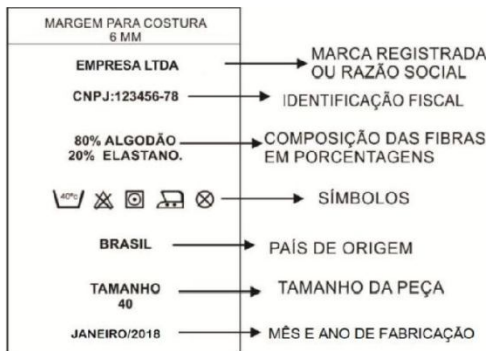 MARGEM PARA COSTURA
6 MM
EMPRESA LTDA
MARCA REGISTRADA
OU RAZÃO SOCIAL
CNPJ:123456-78
IDENTIFICAÇÃO FISCAL
80% ALGODÃO
20% ELASTANO.
COMPOSIÇÃO DAS FIBRAS
EM PORCENTAGENS
40ºC
SÍMBOLOS
BRASIL
PAÍS DE ORIGEM
TAMANHO
40
TAMANHO DA PEÇA
JANEIRO/2018
MÊS E ANO DE FABRICAÇÃO